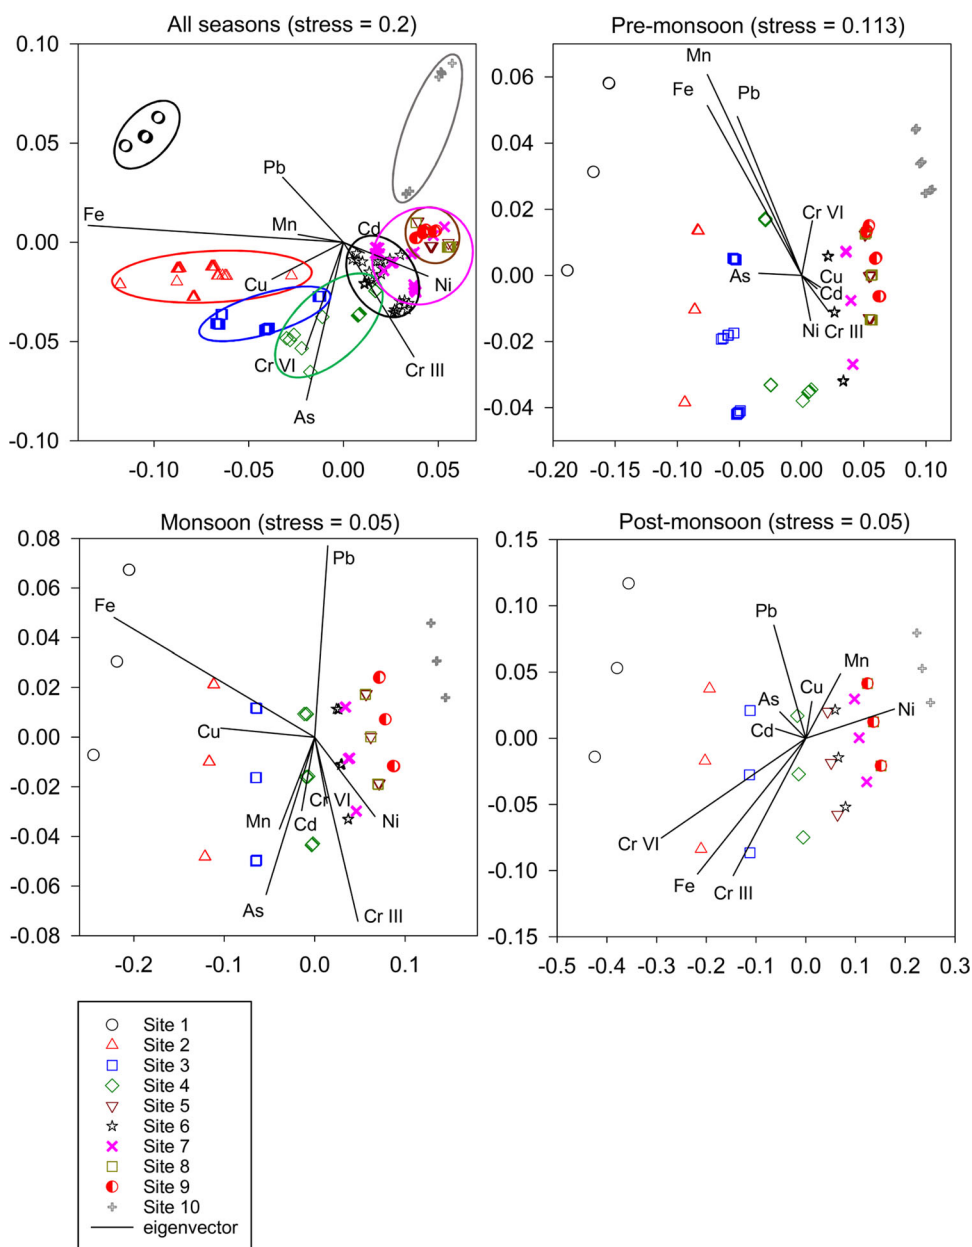 All seasons (stress = 0.2)
0.10
0.05
0.00
-0.05
-0.10
-0.10
-0.05
0.00
0.05
Pb
Fe
Mn
Cd
Cu
Ni
Cr VI
Cr III
As
Pre-monsoon (stress = 0.113)
0.06
0.04
0.02
0.00
-0.02
-0.04
-0.20
-0.15
-0.10
-0.05
0.00
0.05
0.10
Mn
Fe
Pb
Cr VI
As
Cu
Cd
Ni
Cr III
Monsoon (stress = 0.05)
0.08
0.06
0.04
0.02
0.00
-0.02
-0.04
-0.06
-0.08
-0.2
-0.1
0.0
0.1
Pb
Fe
Cu
Cr VI
Mn
Cd
Ni
As
Cr III
Post-monsoon (stress = 0.05)
0.15
0.10
0.05
0.00
-0.05
-0.10
-0.15
-0.5
-0.4
-0.3
-0.2
-0.1
0.0
0.1
0.2
0.3
Pb
Mn
Cu
As
Ni
Cd
Cr VI
Fe
Cr III
Site 1
Site 2
Site 3
Site 4
Site 5
Site 6
Site 7
Site 8
Site 9
Site 10
eigenvector